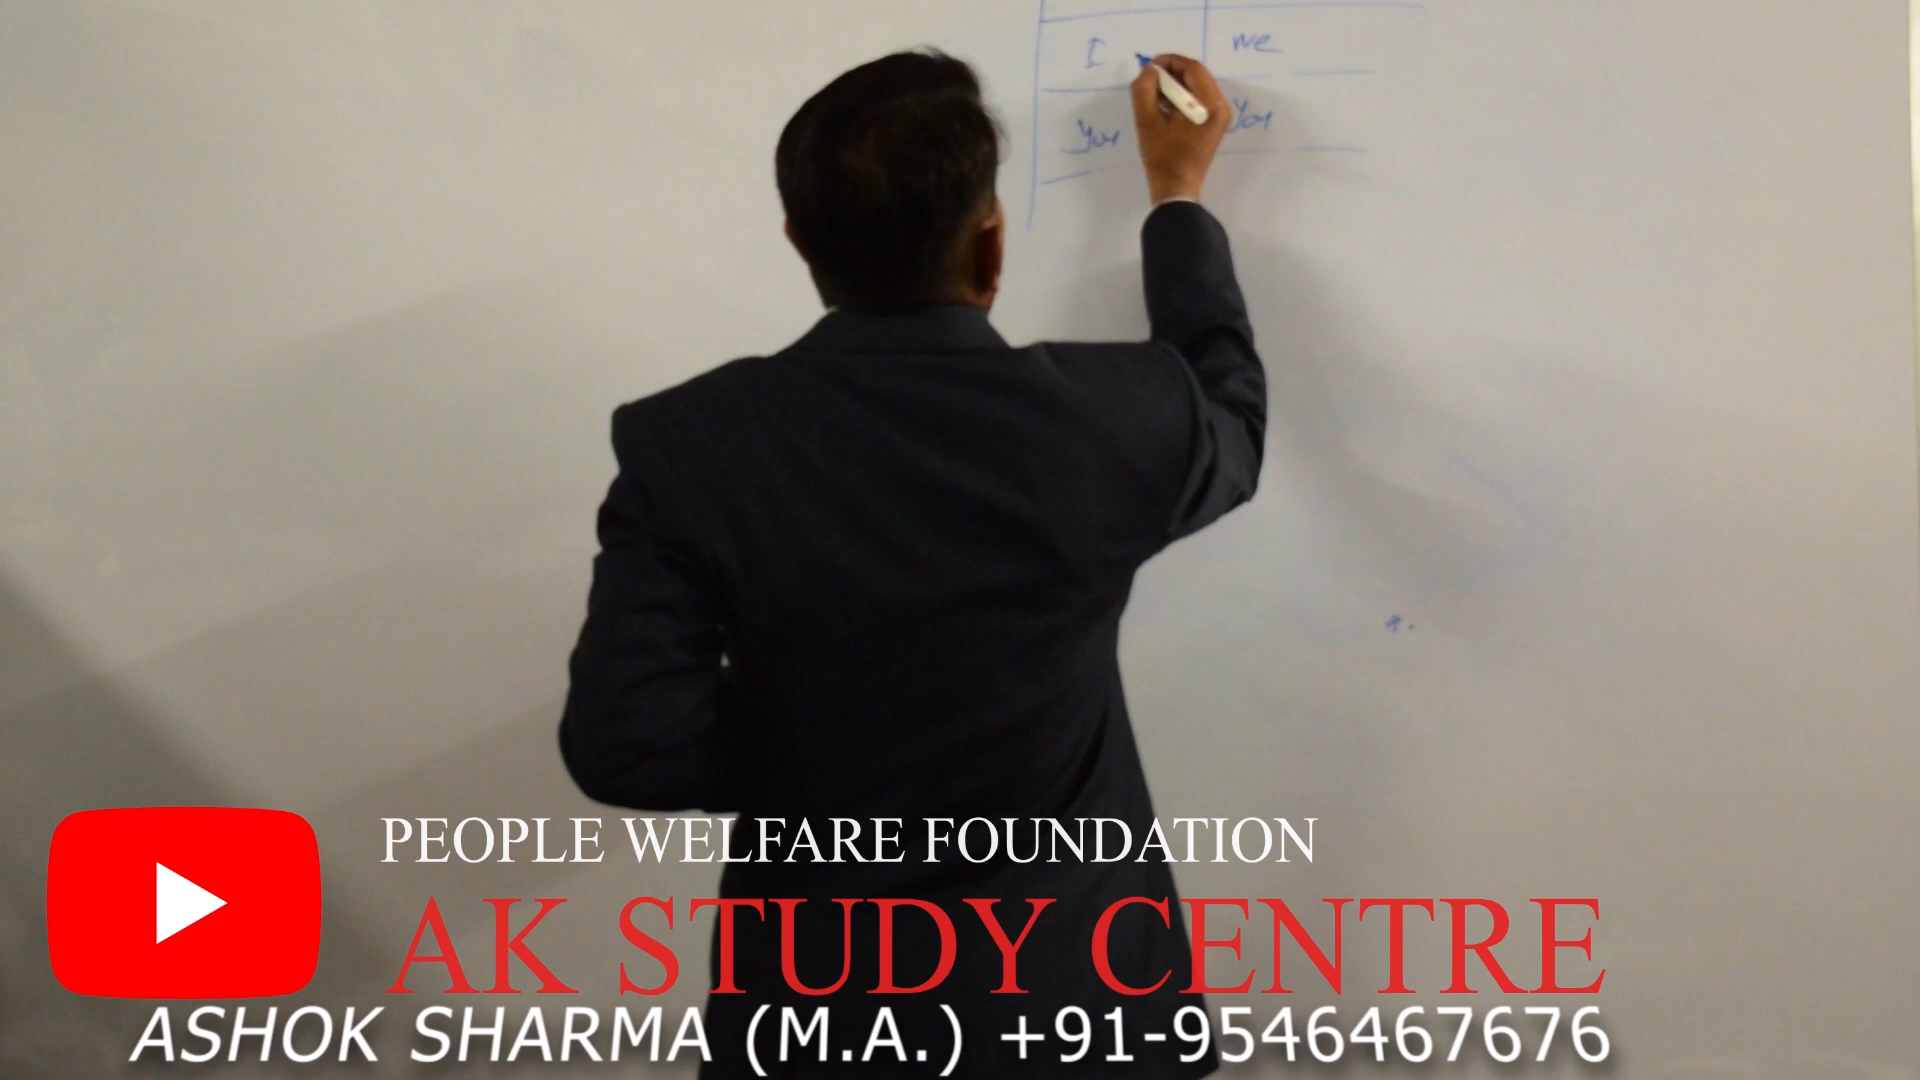 I we
You You
PEOPLE WELFARE FOUNDATION
AK STUDY CENTRE
ASHOK SHARMA (M.A.) +91-9546467676